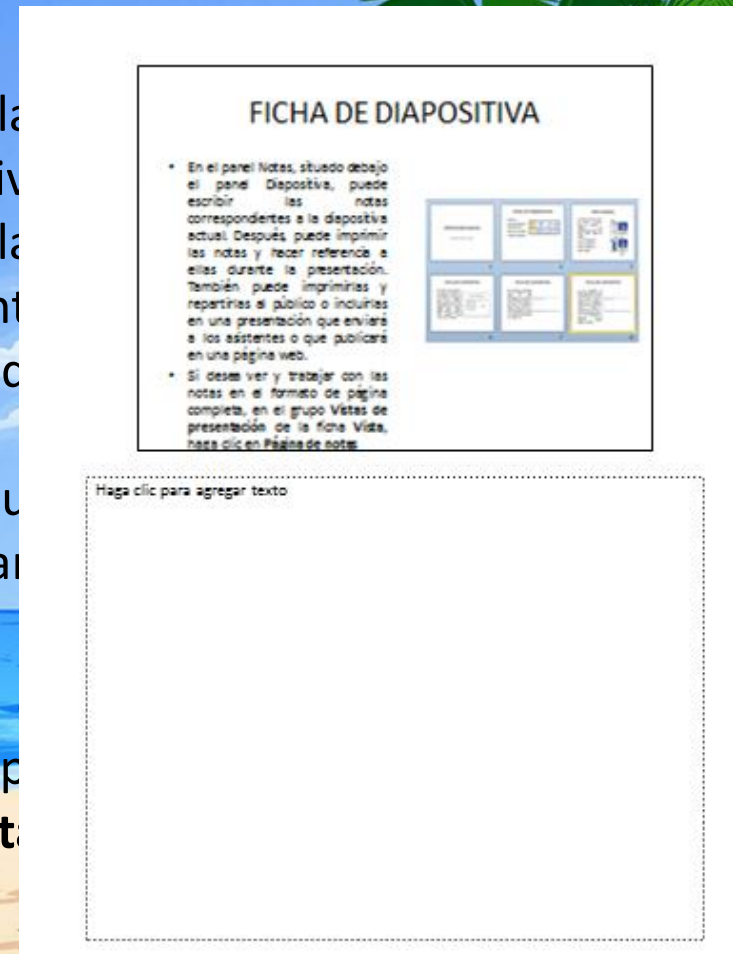 FICHA DE DIAPOSITIVA
• En el panel Notas, situado debajo
el panel Diapositiva, puede
escribir las notas
correspondientes a la diapositiva
actual. Después, puede imprimir
las notas y hacer referencia a
ellas durante la presentación.
También puede imprimirlas y
repartirlas al público o incluirlas
en una presentación que enviará
a los asistentes o que publicará
en una página web.
• Si desea ver y trabajar con las
notas en el formato de página
completa, en el grupo Vistas de
presentación de la ficha Vista,
haga clic en Página de notas
Haga clic para agregar texto